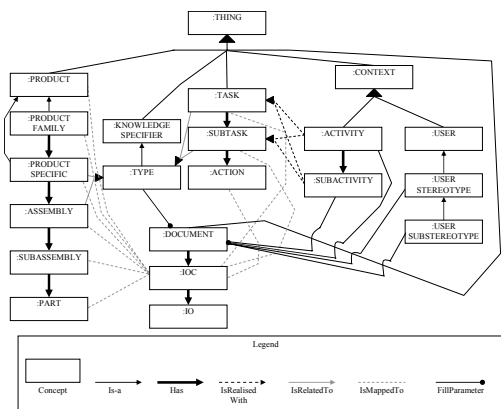 :THING
:PRODUCT
:CONTEXT
:TASK
:PRODUCT
FAMILY
:KNOWLEDGE
SPECIFIER
:SUBTASK
:ACTIVITY
:USER
:PRODUCT
SPECIFIC
:TYPE
:ACTION
:SUBACTIVITY
:USER
STEREOTYPE
:ASSEMBLY
:DOCUMENT
:USER
SUBSTEREOTYPE
:SUBASSEMBLY
:IOC
:PART
:IO
Legend
Concept
Is-a
Has
IsRealised
With
IsRelatedTo
IsMappedTo
FillParameter